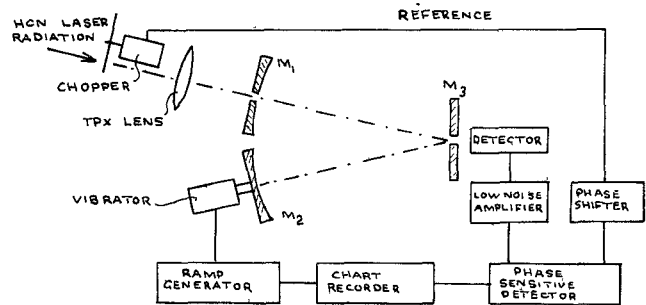 HCN LASER
RADIATION
REFERENCE
CHOPPER
TPX LENS
M1
M3
DETECTOR
VIBRATOR
M2
LOW NOISE
AMPLIFIER
PHASE
SHIFTER
RAMP
GENERATOR
CHART
RECORDER
PHASE
SENSITIVE
DETECTOR